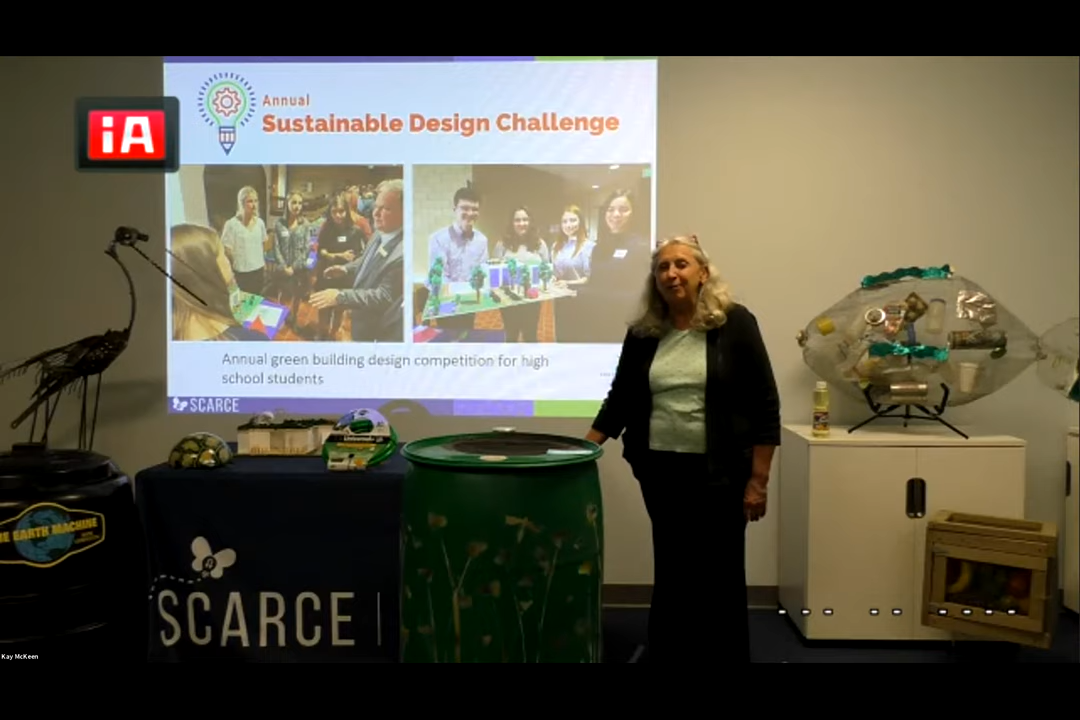 Annual
Sustainable Design Challenge
iA
Annual green building design competition for high
school students
SCARCE
THE EARTH MACHINE
SCARCE
Kay McKeen